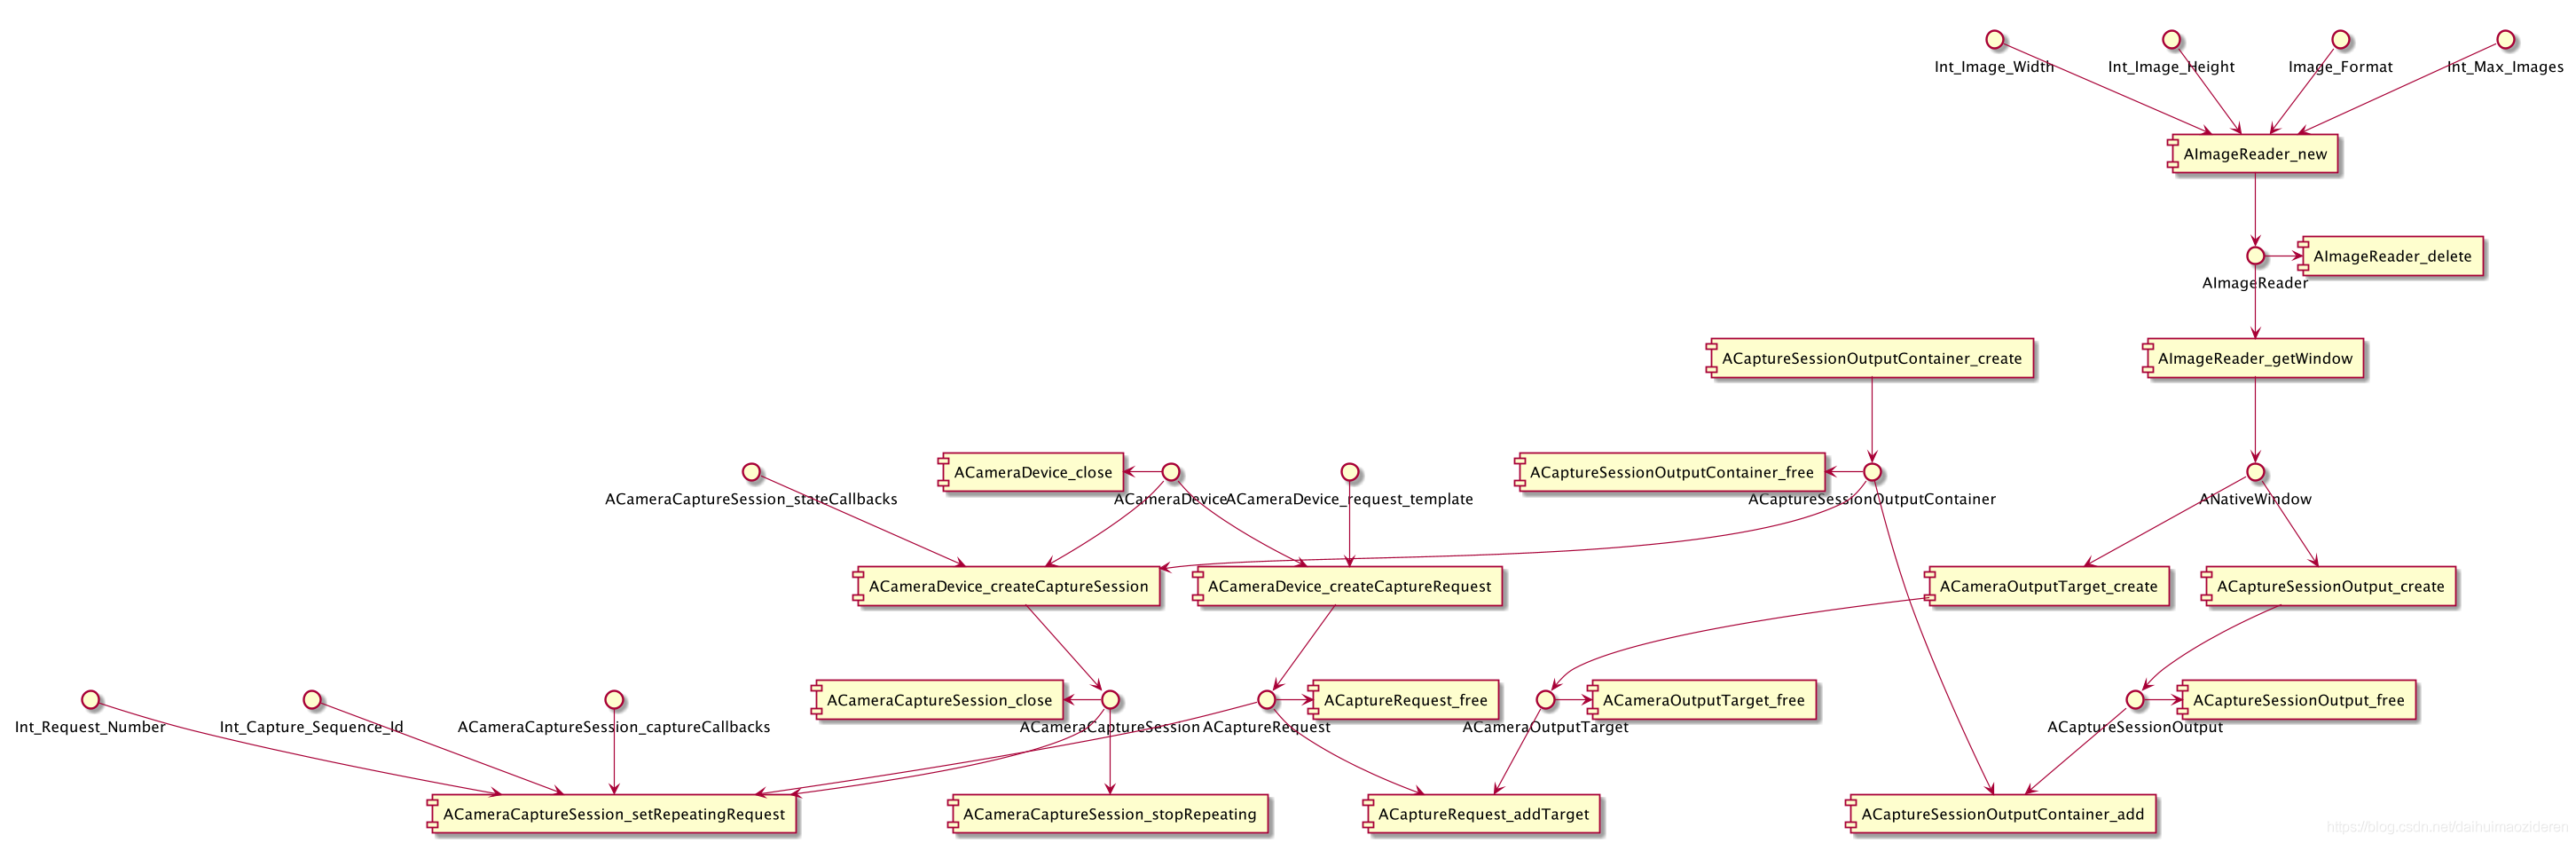 Int_Image_Width
Int_Image_Height
Image_Format
Int_Max_Images
AImageReader_new
AImageReader_delete
AImageReader
ACaptureSessionOutputContainer_create
AImageReader_getWindow
ACameraDevice_close
ACaptureSessionOutputContainer_free
ACameraCaptureSession_stateCallbacks
ACameraDevice
ACameraDevice_request_template
ACaptureSessionOutputContainer
ANativeWindow
ACameraDevice_createCaptureSession
ACameraDevice_createCaptureRequest
ACameraOutputTarget_create
ACaptureSessionOutput_create
ACameraCaptureSession_close
ACaptureRequest_free
ACameraOutputTarget_free
ACaptureSessionOutput_free
Int_Request_Number
Int_Capture_Sequence_Id
ACameraCaptureSession_captureCallbacks
ACameraCaptureSession
ACaptureRequest
ACameraOutputTarget
ACaptureSessionOutput
ACameraCaptureSession_setRepeatingRequest
ACameraCaptureSession_stopRepeating
ACaptureRequest_addTarget
ACaptureSessionOutputContainer_add
https://blog.csdn.net/daihuimaozideren